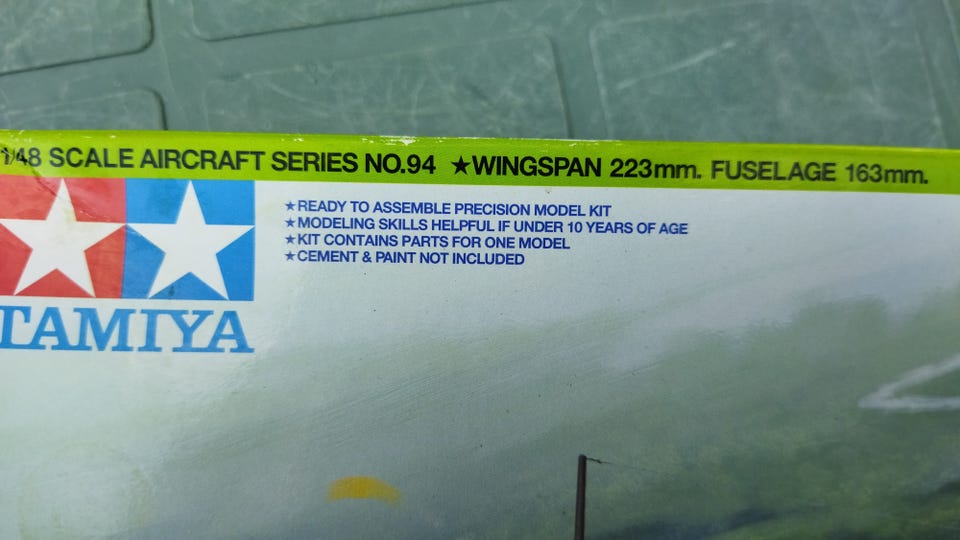 1/48 SCALE AIRCRAFT SERIES NO.94 ★WINGSPAN 223mm. FUSELAGE 163mm.
★READY TO ASSEMBLE PRECISION MODEL KIT
★MODELING SKILLS HELPFUL IF UNDER 10 YEARS OF AGE
★KIT CONTAINS PARTS FOR ONE MODEL
★CEMENT & PAINT NOT INCLUDED
TAMIYA